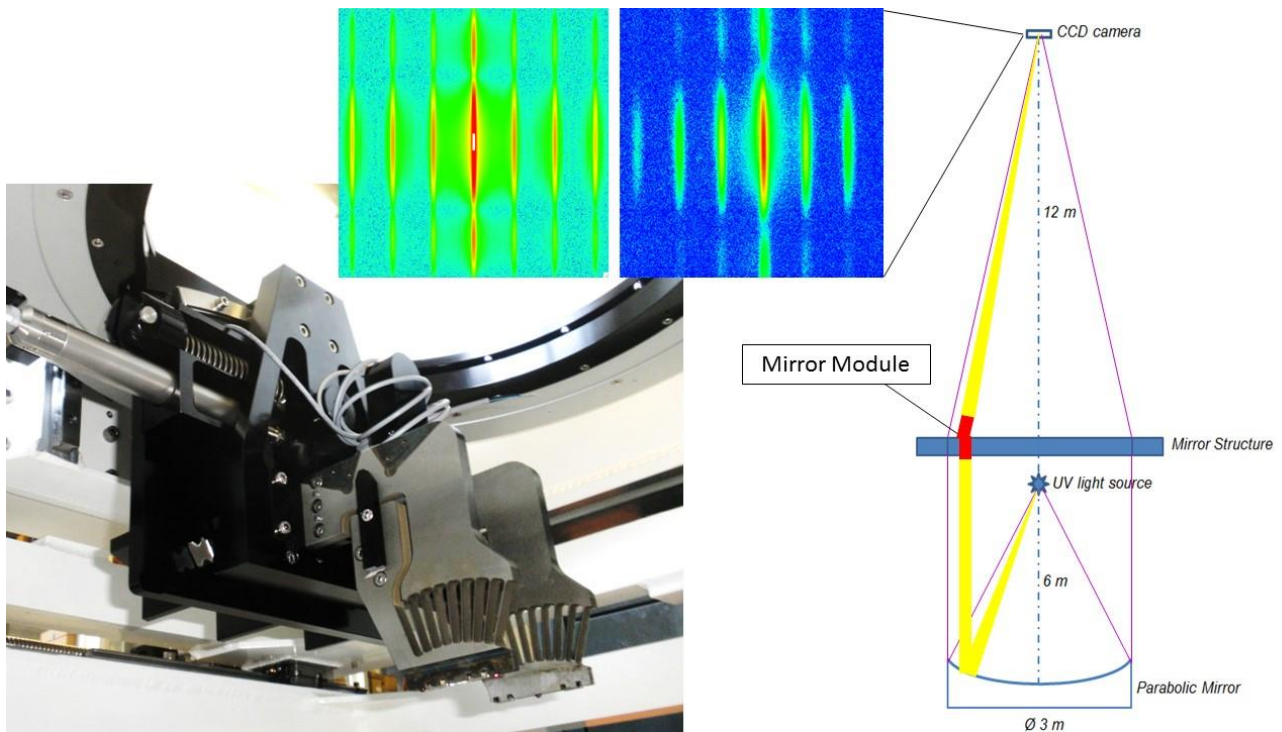 CCD camera
12 m
Mirror Module
Mirror Structure
UV light source
6 m
Parabolic Mirror
Ø 3 m